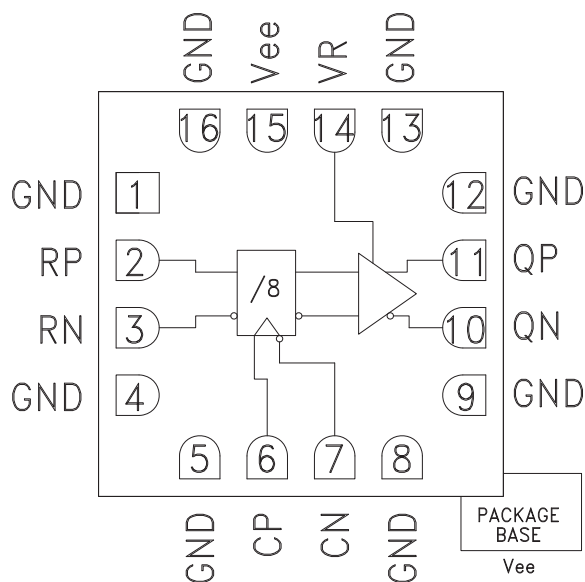 GND Vee VR GND
16 15 14 13
GND 1 12 GND
RP 2 11 QP
/8
RN 3 10 QN
GND 4 9 GND
5 6 7 8
GND CP CN GND
PACKAGE
BASE
Vee